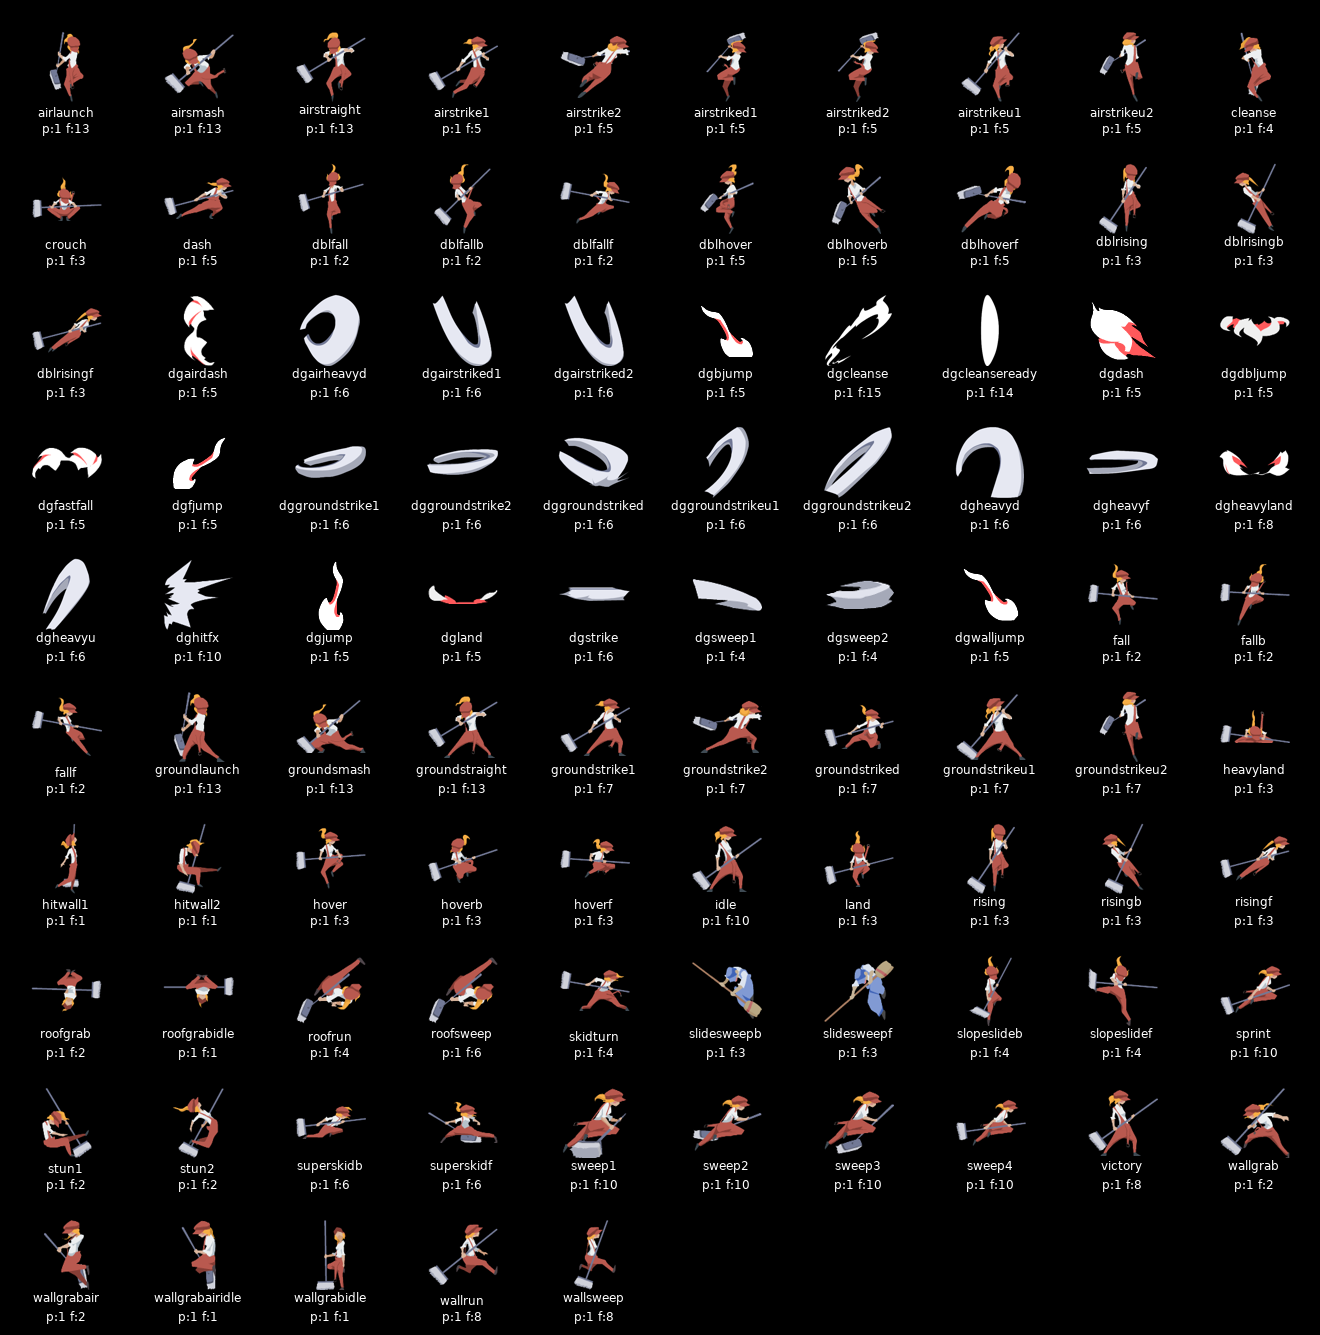 airlaunch airsmash airstraight airstrike1 airstrike2 airstriked1 airstriked2 airstrikeu1 airstrikeu2 cleanse
p:1 f:13 p:1 f:13 p:1 f:13 p:1 f:5 p:1 f:5 p:1 f:5 p:1 f:5 p:1 f:5 p:1 f:5 p:1 f:4
crouch dash dblfall dblfallb dblfallf dblhover dblhoverb dblhoverf dblrising dblrisingb
p:1 f:3 p:1 f:5 p:1 f:2 p:1 f:2 p:1 f:2 p:1 f:5 p:1 f:5 p:1 f:5 p:1 f:3 p:1 f:3
dblrisingf dgairdash dgairheavyd dgairstriked1 dgairstriked2 dgbjump dgcleanse dgcleanseready dgdash dgdbljump
p:1 f:3 p:1 f:5 p:1 f:6 p:1 f:6 p:1 f:6 p:1 f:5 p:1 f:15 p:1 f:14 p:1 f:5 p:1 f:5
dgfastfall dgfjump dggroundstrike1 dggroundstrike2 dggroundstriked dggroundstrikeu1 dggroundstrikeu2 dgheavyd dgheavyf dgheavyland
p:1 f:5 p:1 f:5 p:1 f:6 p:1 f:6 p:1 f:6 p:1 f:6 p:1 f:6 p:1 f:6 p:1 f:6 p:1 f:8
dgheavyu dghitfx dgjump dgland dgstrike dgsweep1 dgsweep2 dgwalljump fall fallb
p:1 f:6 p:1 f:10 p:1 f:5 p:1 f:5 p:1 f:6 p:1 f:4 p:1 f:4 p:1 f:5 p:1 f:2 p:1 f:2
fallf groundlaunch groundsmash groundstraight groundstrike1 groundstrike2 groundstriked groundstrikeu1 groundstrikeu2 heavyland
p:1 f:2 p:1 f:13 p:1 f:13 p:1 f:13 p:1 f:7 p:1 f:7 p:1 f:7 p:1 f:7 p:1 f:7 p:1 f:3
hitwall1 hitwall2 hover hoverb hoverf idle land rising risingb risingf
p:1 f:1 p:1 f:1 p:1 f:3 p:1 f:3 p:1 f:3 p:1 f:10 p:1 f:3 p:1 f:3 p:1 f:3 p:1 f:3
roofgrab roofgrabidle roofrun roofsweep skidturn slidesweepb slidesweepf slopeslideb slopeslidef sprint
p:1 f:2 p:1 f:1 p:1 f:4 p:1 f:6 p:1 f:4 p:1 f:3 p:1 f:3 p:1 f:4 p:1 f:4 p:1 f:10
stun1 stun2 superskidb superskidf sweep1 sweep2 sweep3 sweep4 victory wallgrab
p:1 f:2 p:1 f:2 p:1 f:6 p:1 f:6 p:1 f:10 p:1 f:10 p:1 f:10 p:1 f:10 p:1 f:8 p:1 f:2
wallgrabair wallgrabairidle wallgrabidle wallrun wallsweep
p:1 f:2 p:1 f:1 p:1 f:1 p:1 f:8 p:1 f:8